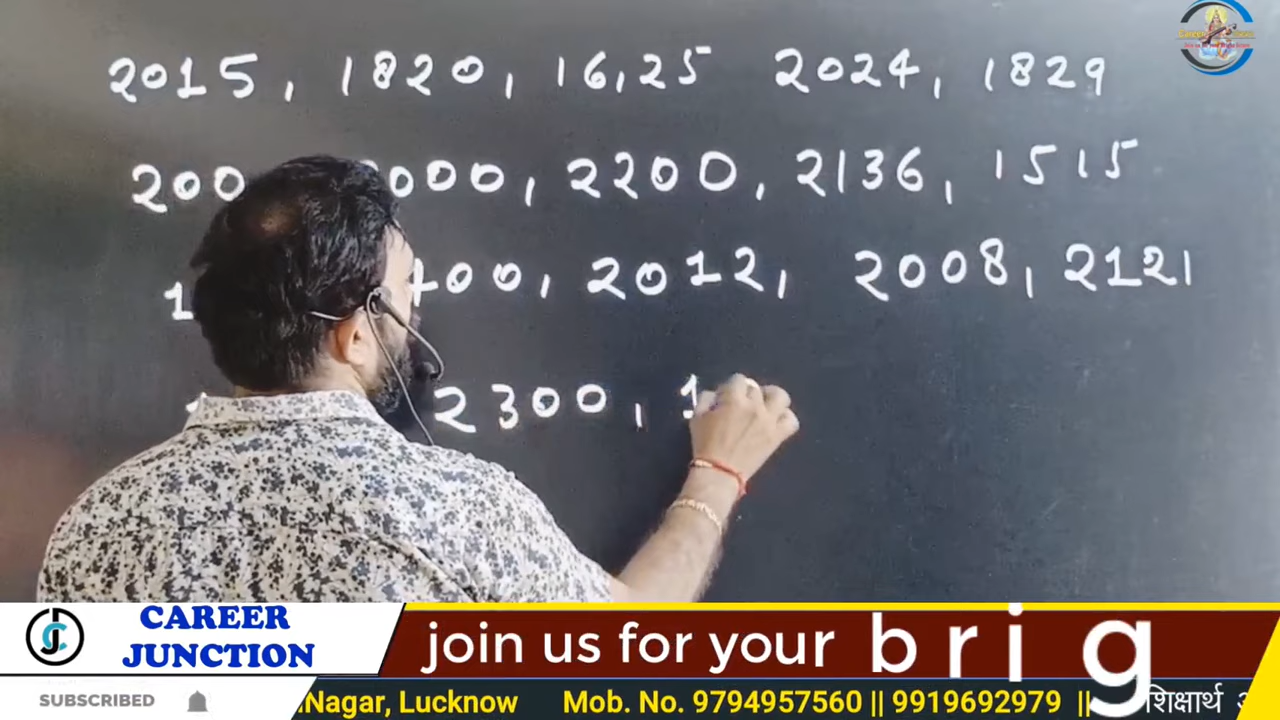 2015, 1820, 16,25 2024, 1829
200 000, 2200, 2136, 1515
1 00, 2012, 2008, 2121
2300, 1
CAREER
JUNCTION
join us for your b r i g
SUBSCRIBED
Nagar, Lucknow Mob. No. 9794957560 || 9919692979 || शिक्षार्थ